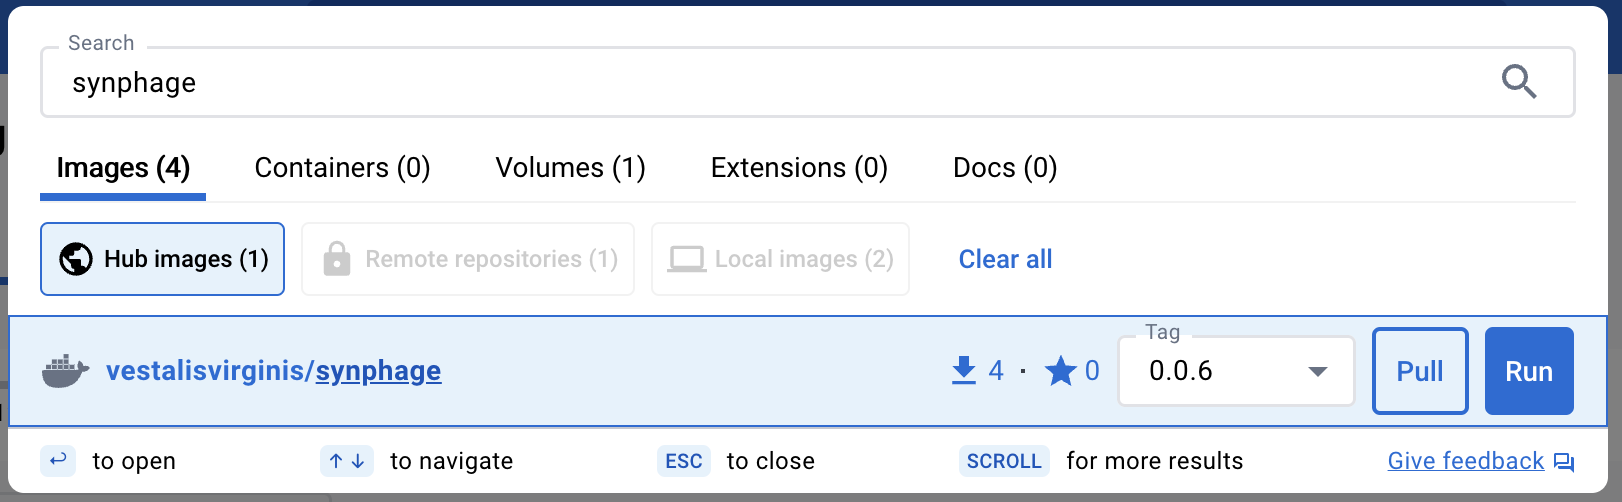 Search
synphage
Images (4) Containers (0) Volumes (1) Extensions (0) Docs (0)
Hub images (1) Remote repositories (1) Local images (2) Clear all
Tag
vestalisvirginis/synphage 4 · 0 0.0.6 Pull Run
to open to navigate ESC to close SCROLL for more results Give feedback